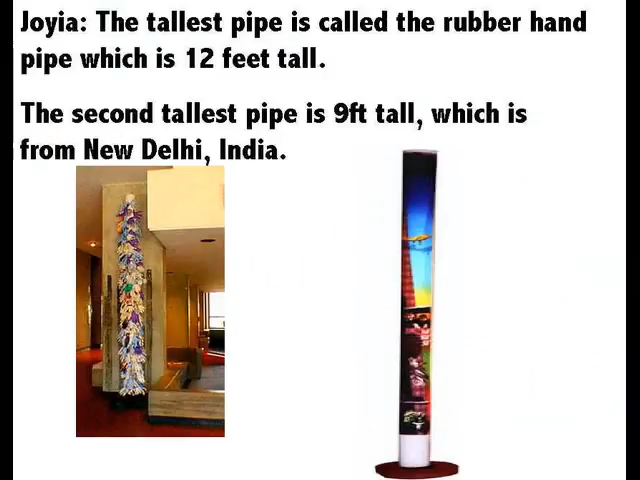 Joyia: The tallest pipe is called the rubber hand
pipe which is 12 feet tall.
The second tallest pipe is 9ft tall, which is
from New Delhi, India.